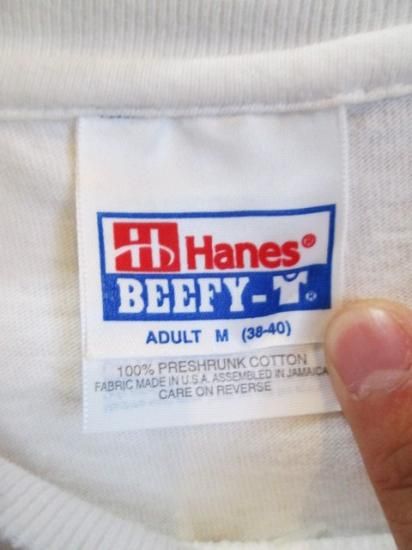 Hanes®
BEEFY-T®
ADULT M (38-40)
100% PRESHRUNK COTTON
FABRIC MADE IN U.S.A. ASSEMBLED IN JAMAICA
CARE ON REVERSE